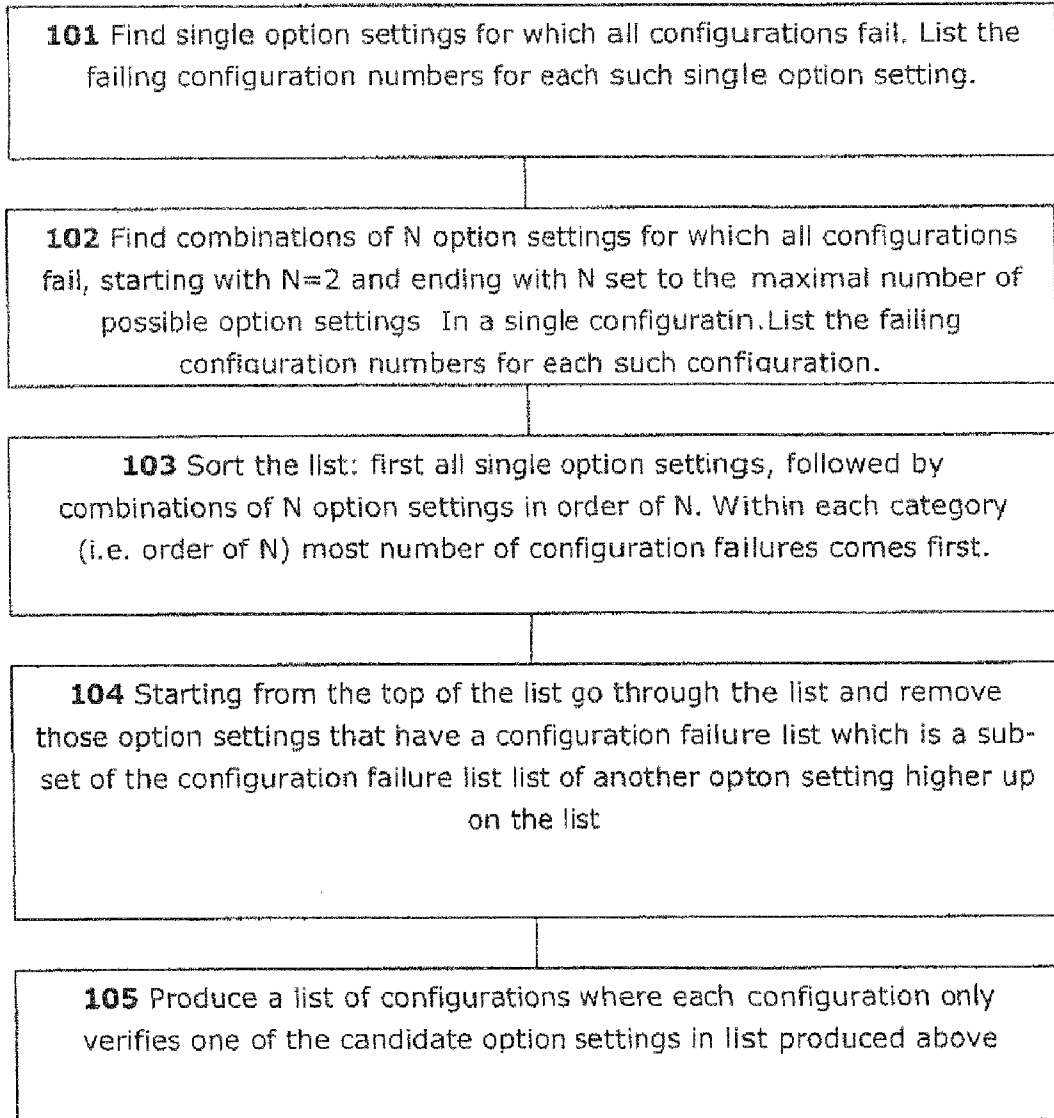 101 Find single option settings for which all configurations fail. List the
failing configuration numbers for each such single option setting.
102 Find combinations of N option settings for which all configurations
fail, starting with N=2 and ending with N set to the maximal number of
possible option settings In a single configuratin.List the failing
configuration numbers for each such configuration.
103 Sort the list: first all single option settings, followed by
combinations of N option settings in order of N. Within each category
(i.e. order of N) most number of configuration failures comes first.
104 Starting from the top of the list go through the list and remove
those option settings that have a configuration failure list which is a sub-
set of the configuration failure list list of another opton setting higher up
on the list
105 Produce a list of configurations where each configuration only
verifies one of the candidate option settings in list produced above